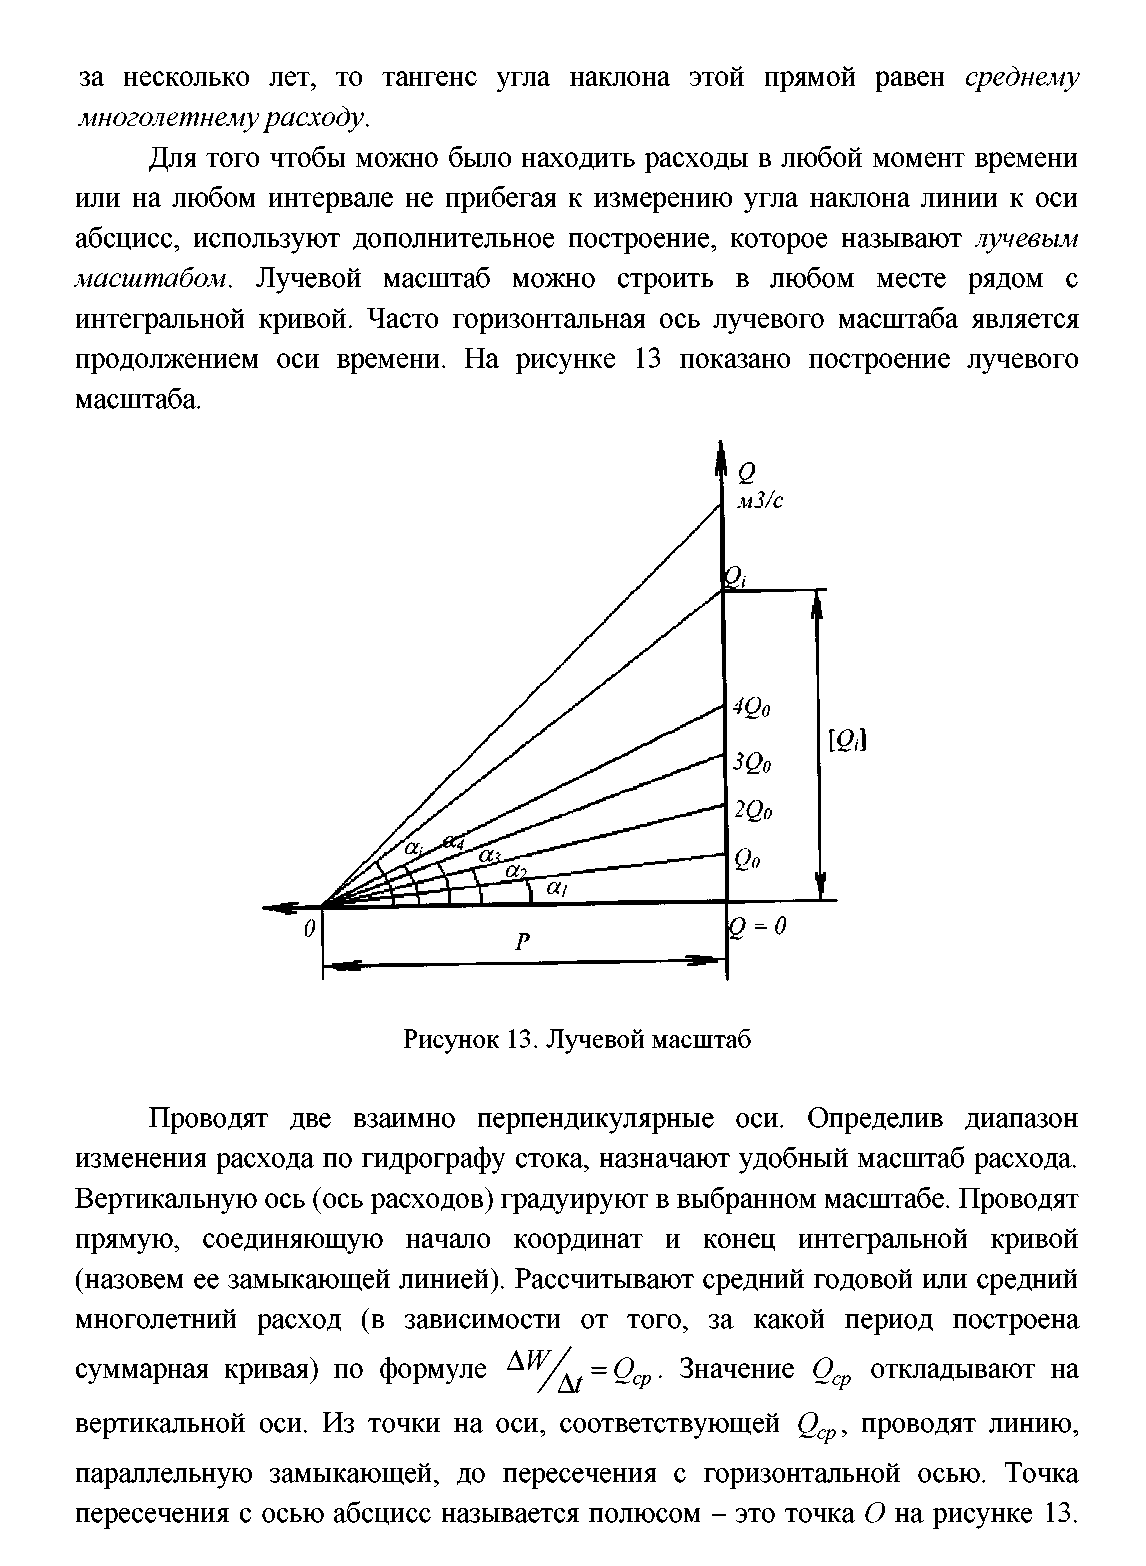 за несколько лет, то тангенс угла наклона этой прямой равен среднему
многолетнему расходу.
Для того чтобы можно было находить расходы в любой момент времени
или на любом интервале не прибегая к измерению угла наклона линии к оси
абсцисс, используют дополнительное построение, которое называют лучевым
масштабом. Лучевой масштаб можно строить в любом месте рядом с
интегральной кривой. Часто горизонтальная ось лучевого масштаба является
продолжением оси времени. На рисунке 13 показано построение лучевого
масштаба.
Q
м3/с
Qi
4Q0
[Qi]
3Q0
2Q0
αi α4
α3
Q0
α2
α1
0
Q = 0
P
Рисунок 13. Лучевой масштаб
Проводят две взаимно перпендикулярные оси. Определив диапазон
изменения расхода по гидрографу стока, назначают удобный масштаб расхода.
Вертикальную ось (ось расходов) градуируют в выбранном масштабе. Проводят
прямую, соединяющую начало координат и конец интегральной кривой
(назовем ее замыкающей линией). Рассчитывают средний годовой или средний
многолетний расход (в зависимости от того, за какой период построена
суммарная кривая) по формуле ΔW/Δt = Qср. Значение Qср откладывают на
вертикальной оси. Из точки на оси, соответствующей Qср, проводят линию,
параллельную замыкающей, до пересечения с горизонтальной осью. Точка
пересечения с осью абсцисс называется полюсом – это точка O на рисунке 13.